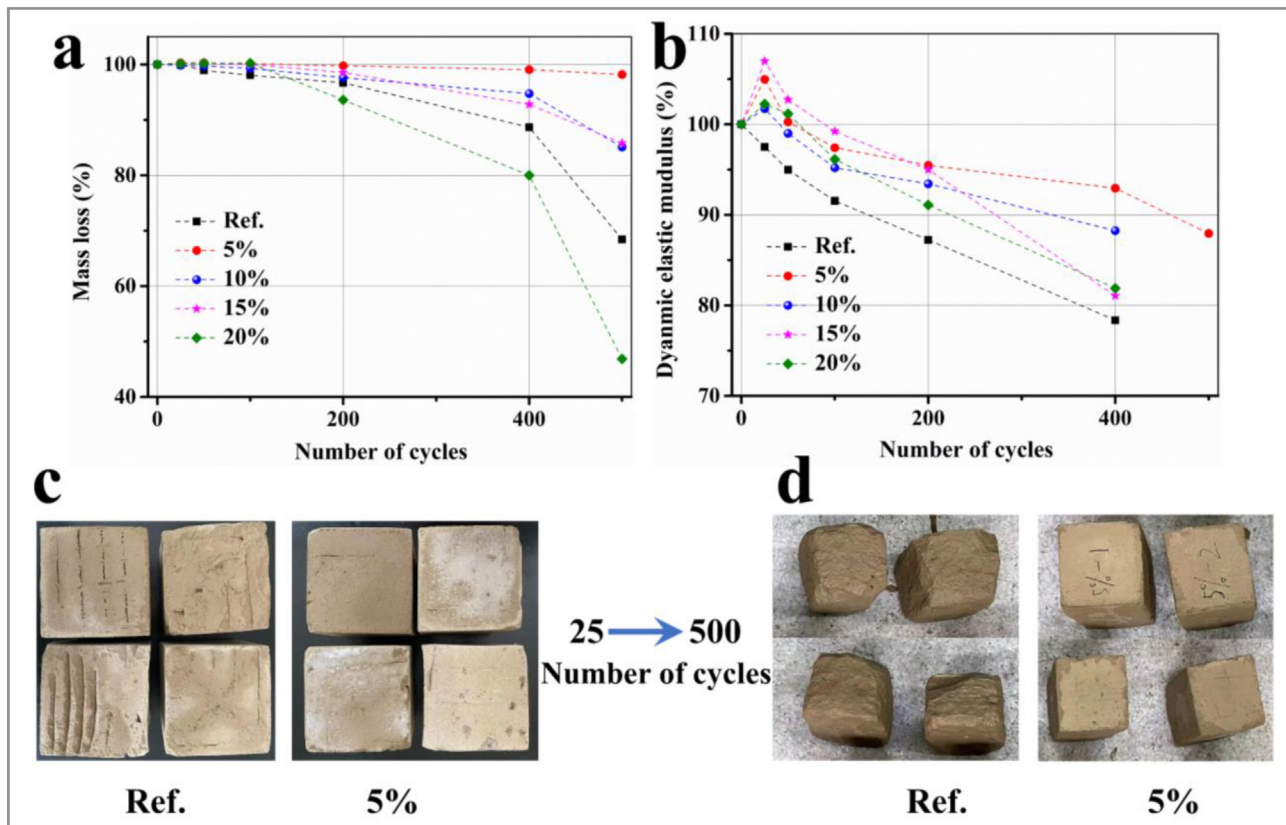 a
Mass loss (%)
100
80
60
40
0
200
400
Number of cycles
Ref.
5%
10%
15%
20%
b
Dyanmic elastic mudulus (%)
110
100
90
80
70
0
200
400
Number of cycles
Ref.
5%
10%
15%
20%
c
Ref.
5%
25 → 500
Number of cycles
d
5%-1
5%-2
Ref.
5%